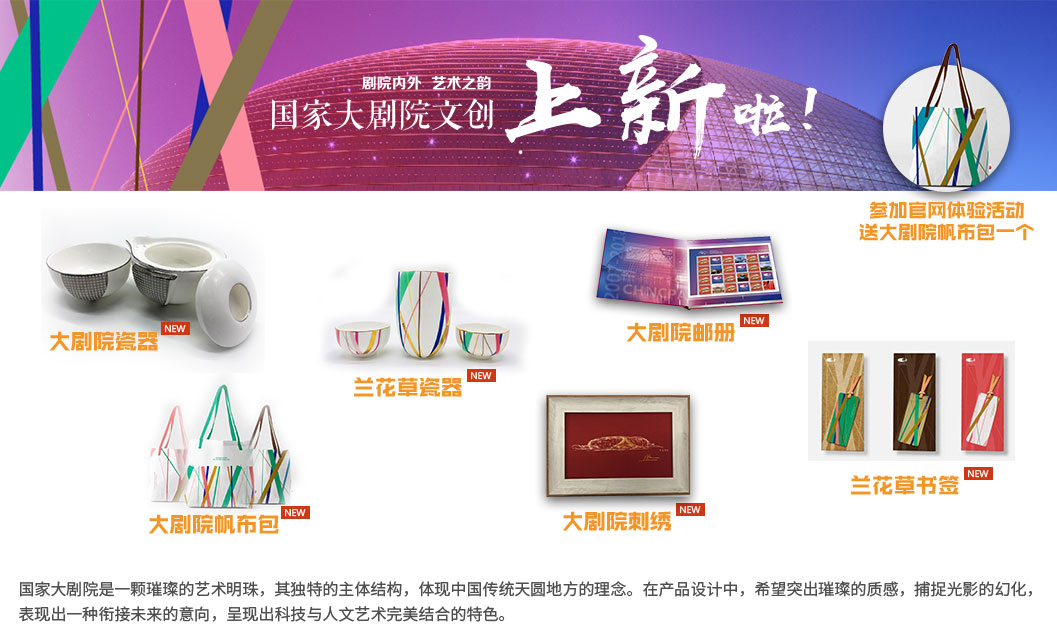 剧院内外 艺术之韵
国家大剧院文创 上新啦！
参加官网体验活动
送大剧院帆布包一个
大剧院瓷器 NEW
兰花草瓷器 NEW
大剧院邮册 NEW
兰花草书签 NEW
大剧院帆布包 NEW
大剧院刺绣 NEW
国家大剧院是一颗璀璨的艺术明珠，其独特的主体结构，体现中国传统天圆地方的理念。在产品设计中，希望突出璀璨的质感，捕捉光影的幻化，
表现出一种衔接未来的意向，呈现出科技与人文艺术完美结合的特色。